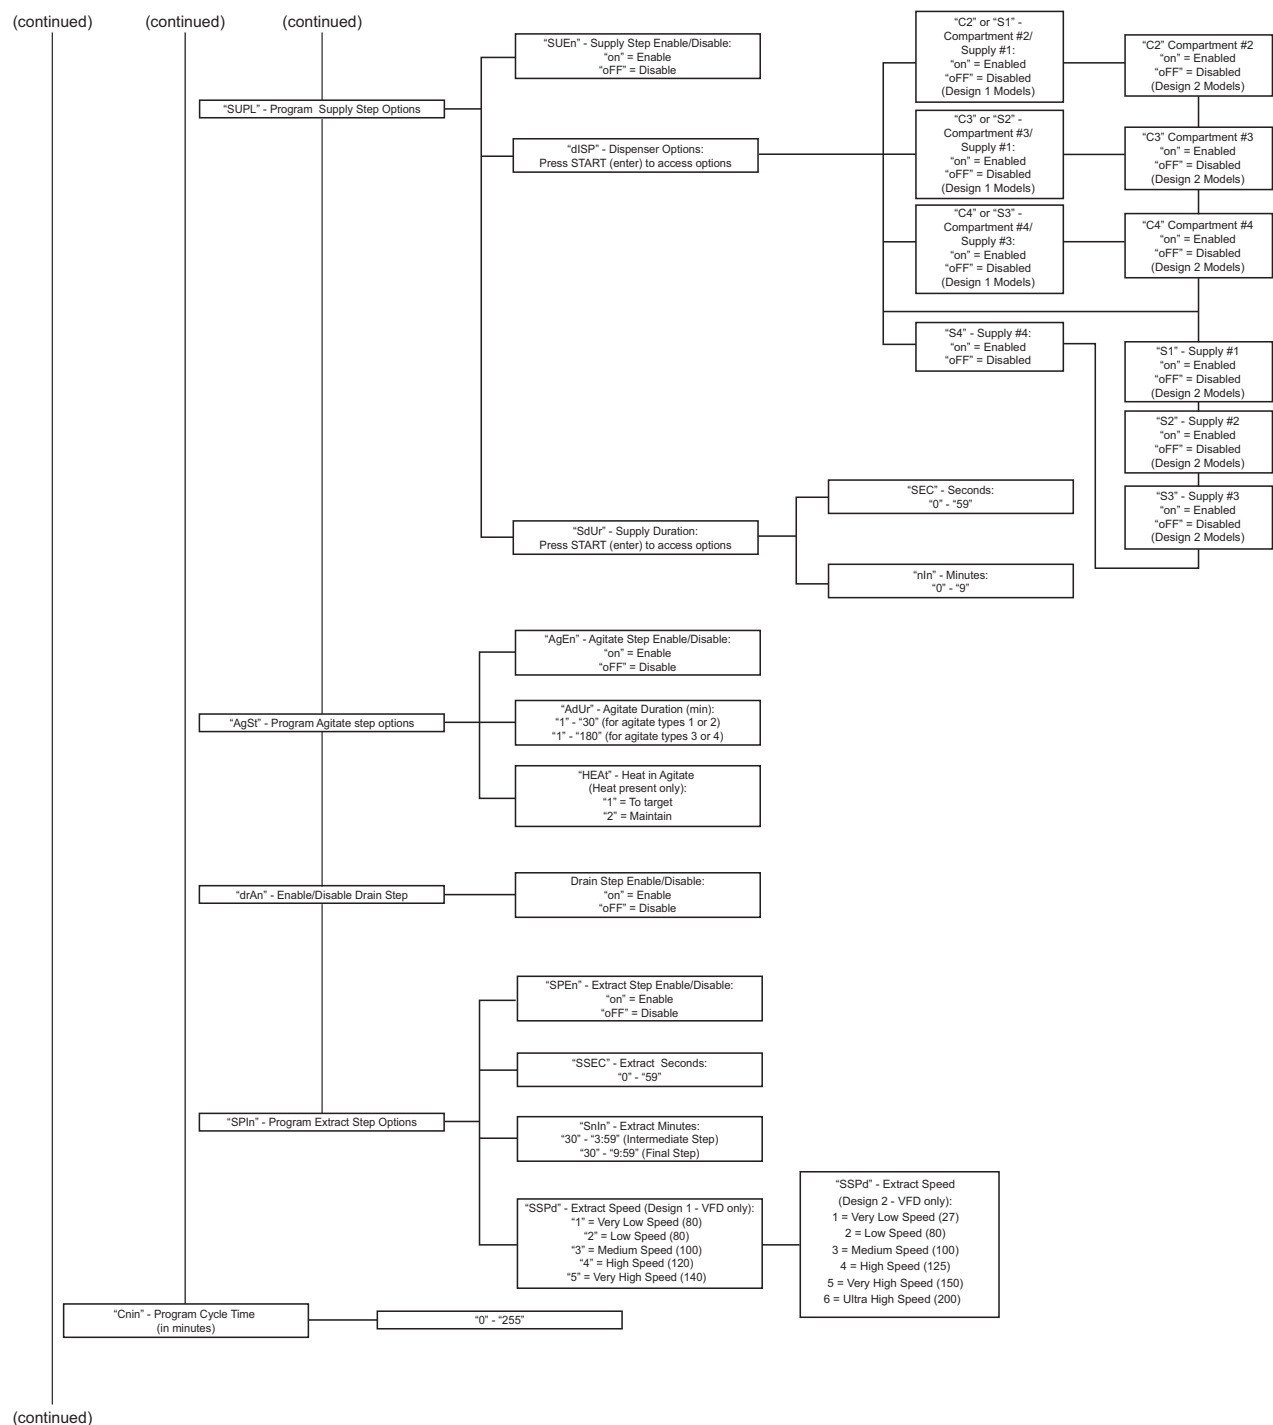 (continued)
(continued)
(continued)
“SUPL” - Program  Supply Step Options
“SUEn” - Supply Step Enable/Disable:
“on” = Enable
“oFF” = Disable
“dISP” - Dispenser Options:
Press START (enter) to access options
“C2” or “S1” -
Compartment #2/
Supply #1:
“on” = Enabled
“oFF” = Disabled
(Design 1 Models)
“C2” Compartment #2
“on” = Enabled
“oFF” = Disabled
(Design 2 Models)
“C3” or “S2” -
Compartment #3/
Supply #1:
“on” = Enabled
“oFF” = Disabled
(Design 1 Models)
“C3” Compartment #3
“on” = Enabled
“oFF” = Disabled
(Design 2 Models)
“C4” or “S3” -
Compartment #4/
Supply #3:
“on” = Enabled
“oFF” = Disabled
(Design 1 Models)
“C4” Compartment #4
“on” = Enabled
“oFF” = Disabled
(Design 2 Models)
“S4” - Supply #4:
“on” = Enabled
“oFF” = Disabled
“S1” - Supply #1
“on” = Enabled
“oFF” = Disabled
(Design 2 Models)
“S2” - Supply #2
“on” = Enabled
“oFF” = Disabled
(Design 2 Models)
“S3” - Supply #3
“on” = Enabled
“oFF” = Disabled
(Design 2 Models)
“SdUr” - Supply Duration:
Press START (enter) to access options
“SEC” - Seconds:
“0” - “59”
“nIn” - Minutes:
“0” - “9”
“AgSt” - Program Agitate step options
“AgEn” - Agitate Step Enable/Disable:
“on” = Enable
“oFF” = Disable
“AdUr” - Agitate Duration (min):
“1” - “30” (for agitate types 1 or 2)
“1” - “180” (for agitate types 3 or 4)
“HEAt” - Heat in Agitate
(Heat present only):
“1” = To target
“2” = Maintain
“drAn” - Enable/Disable Drain Step
Drain Step Enable/Disable:
“on” = Enable
“oFF” = Disable
“SPIn” - Program Extract Step Options
“SPEn” - Extract Step Enable/Disable:
“on” = Enable
“oFF” = Disable
“SSEC” - Extract  Seconds:
“0” - “59”
“SnIn” - Extract Minutes:
“30” - “3:59” (Intermediate Step)
“30” - “9:59” (Final Step)
“SSPd” - Extract Speed (Design 1 - VFD only):
“1” = Very Low Speed (80)
“2” = Low Speed (80)
“3” = Medium Speed (100)
“4” = High Speed (120)
“5” = Very High Speed (140)
“SSPd” - Extract Speed
(Design 2 - VFD only):
1 = Very Low Speed (27)
2 = Low Speed (80)
3 = Medium Speed (100)
4 = High Speed (125)
5 = Very High Speed (150)
6 = Ultra High Speed (200)
“Cnin” - Program Cycle Time
(in minutes)
“0” - “255”
(continued)